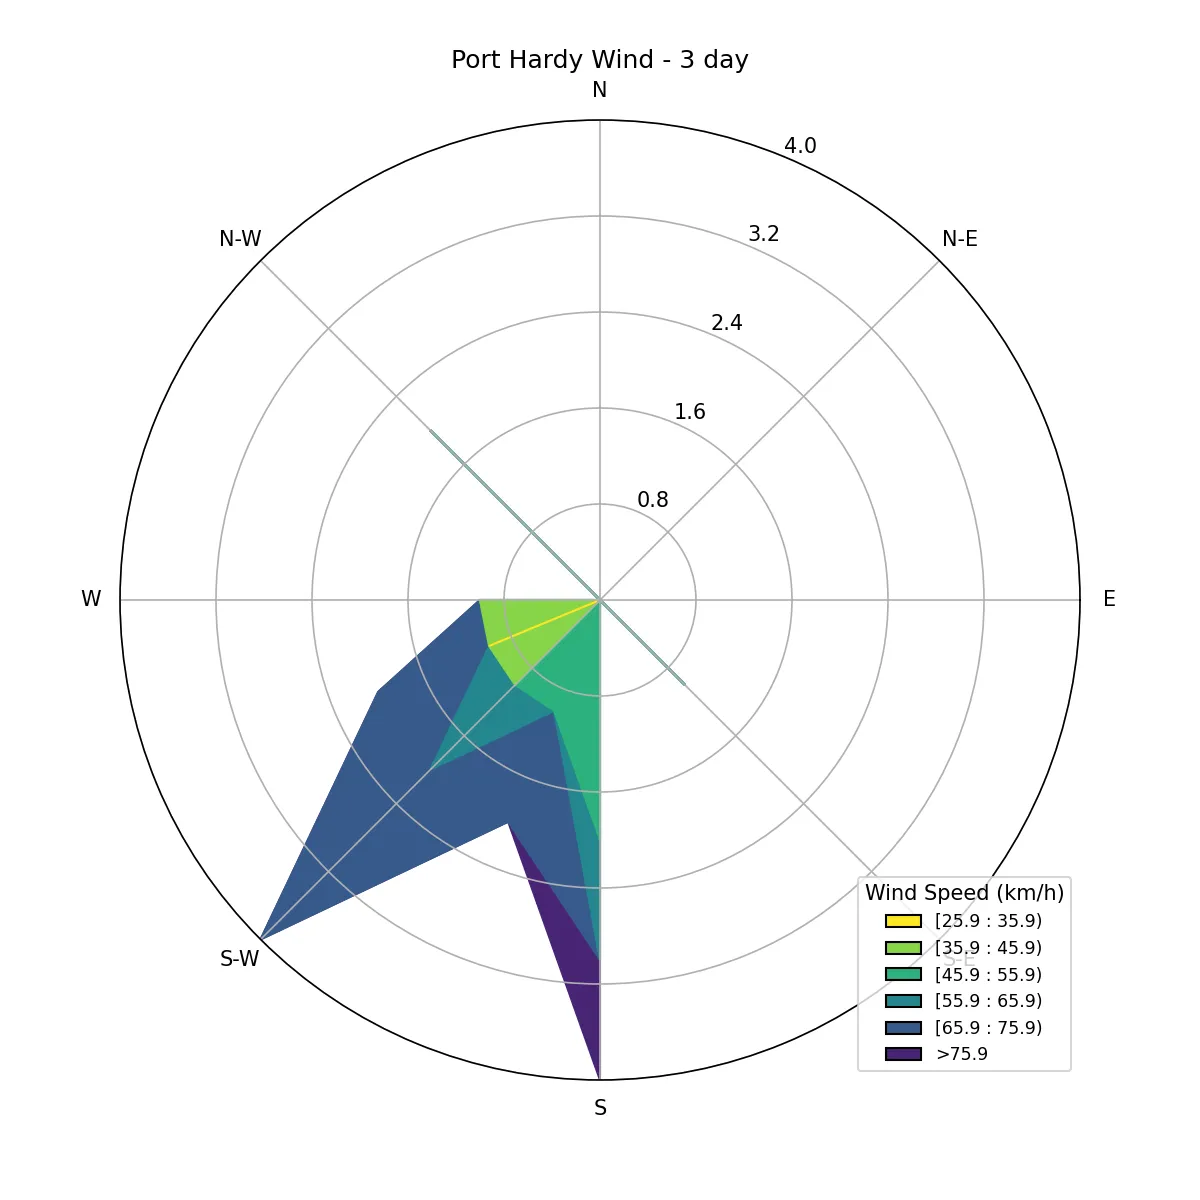 Port Hardy Wind - 3 day
N
4.0
N-W
N-E
3.2
2.4
1.6
0.8
W
E
S-W
S-E
S
Wind Speed (km/h)
[25.9 : 35.9)
[35.9 : 45.9)
[45.9 : 55.9)
[55.9 : 65.9)
[65.9 : 75.9)
>75.9